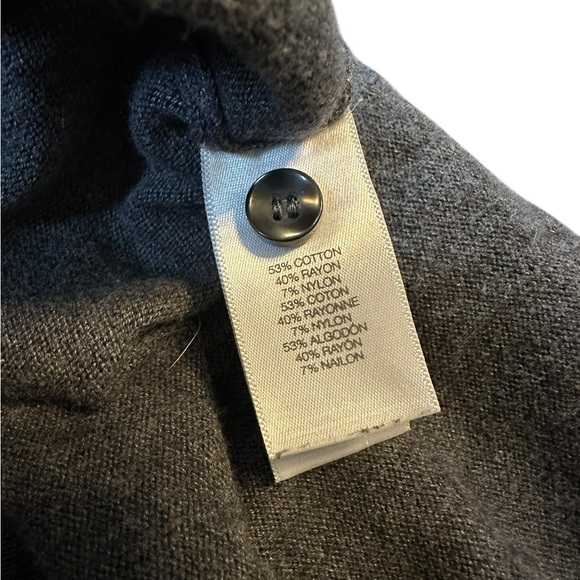 53% COTTON
40% RAYON
7% NYLON
53% COTON
40% RAYONNE
7% NYLON
53% ALGODÓN
40% RAYÓN
7% NAILON